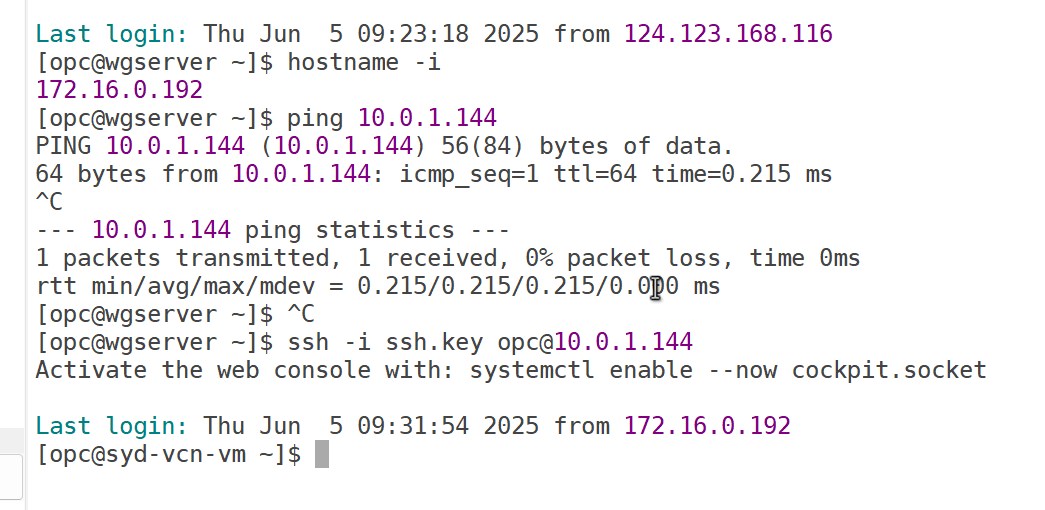 Last login: Thu Jun  5 09:23:18 2025 from 124.123.168.116
[opc@wgserver ~]$ hostname -i
172.16.0.192
[opc@wgserver ~]$ ping 10.0.1.144
PING 10.0.1.144 (10.0.1.144) 56(84) bytes of data.
64 bytes from 10.0.1.144: icmp_seq=1 ttl=64 time=0.215 ms
^C
--- 10.0.1.144 ping statistics ---
1 packets transmitted, 1 received, 0% packet loss, time 0ms
rtt min/avg/max/mdev = 0.215/0.215/0.215/0.000 ms
[opc@wgserver ~]$ ^C
[opc@wgserver ~]$ ssh -i ssh.key opc@10.0.1.144
Activate the web console with: systemctl enable --now cockpit.socket

Last login: Thu Jun  5 09:31:54 2025 from 172.16.0.192
[opc@syd-vcn-vm ~]$